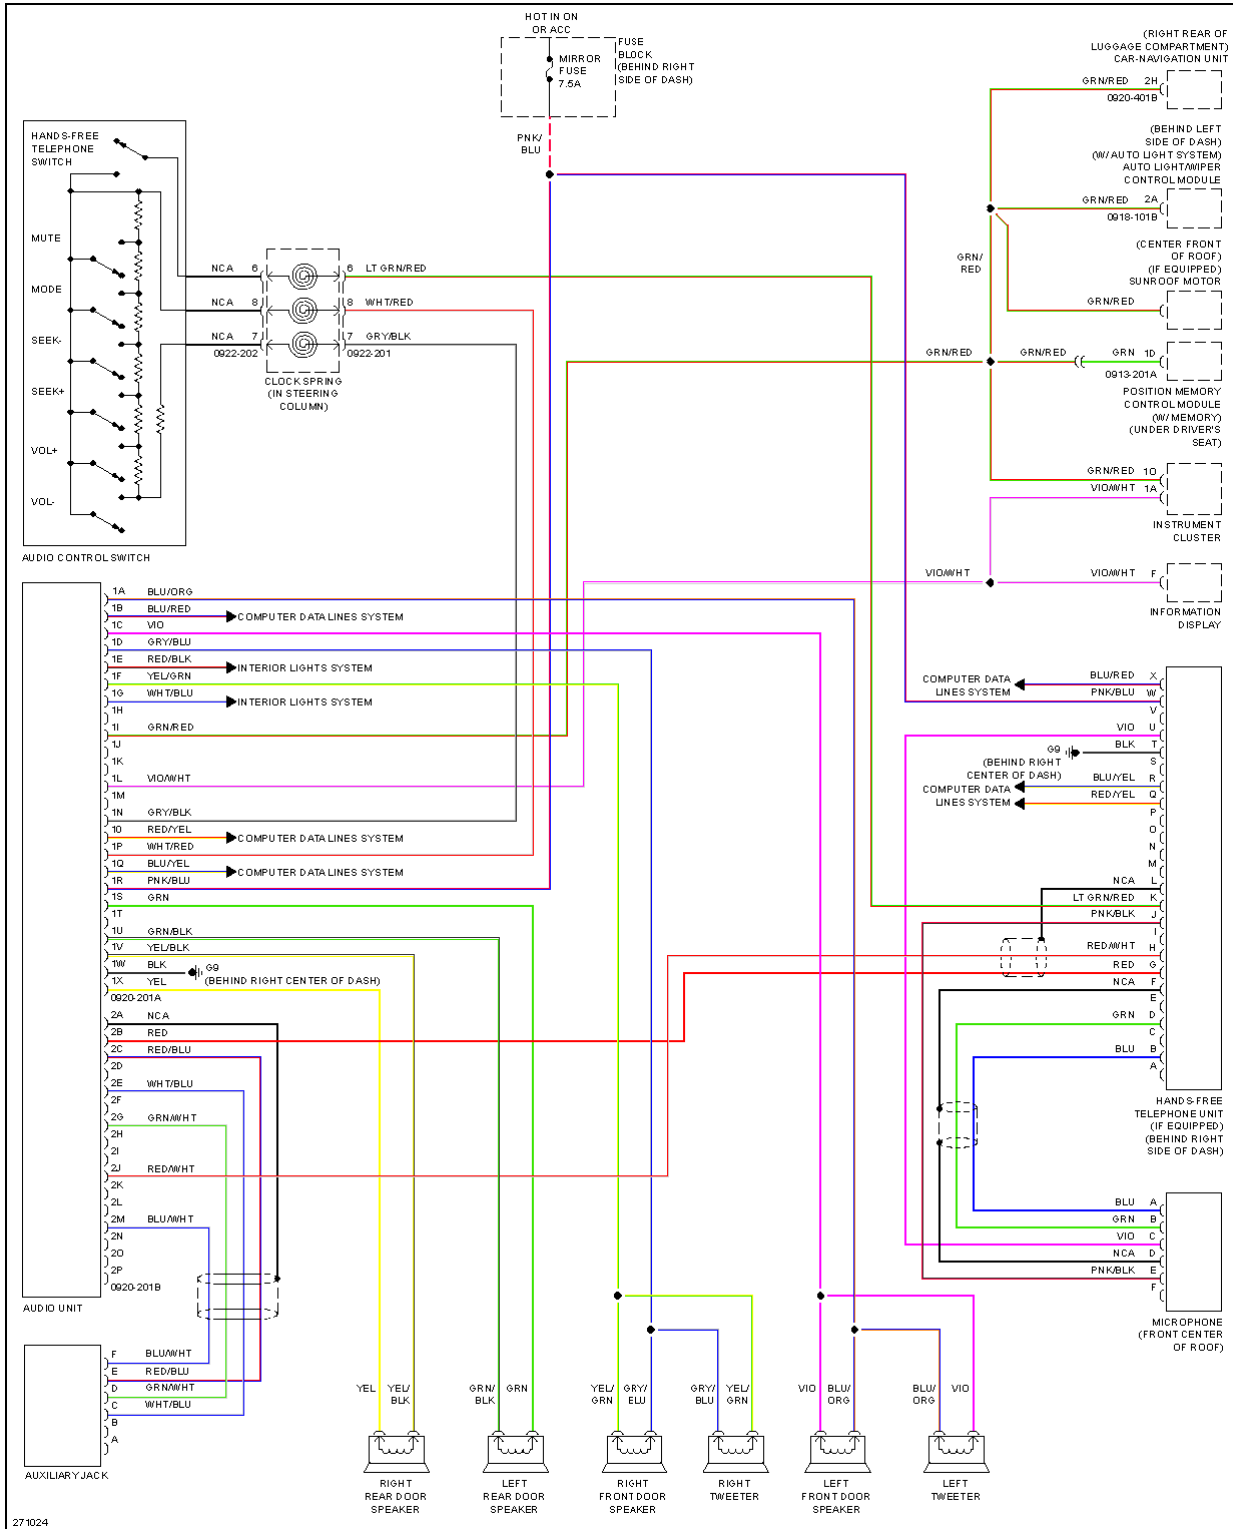 HOT IN ON
OR ACC
MIRROR
FUSE
7.5A
FUSE
BLOCK
(BEHIND RIGHT
SIDE OF DASH)
PNK/
BLU
(RIGHT REAR OF
LUGGAGE COMPARTMENT)
CAR-NAVIGATION UNIT
GRN/RED 2H
0920-401B
(BEHIND LEFT
SIDE OF DASH)
(W/ AUTO LIGHT SYSTEM)
AUTO LIGHT/WIPER
CONTROL MODULE
GRN/RED 2A
0918-101B
(CENTER FRONT
OF ROOF)
(IF EQUIPPED)
SUNROOF MOTOR
GRN/RED
GRN/
RED
GRN/RED
GRN/RED
GRN 1D
0913-201A
POSITION MEMORY
CONTROL MODULE
(W/ MEMORY)
(UNDER DRIVER'S
SEAT)
GRN/RED 1O
VIO/WHT 1A
INSTRUMENT
CLUSTER
VIO/WHT
VIO/WHT F
INFORMATION
DISPLAY
HANDS-FREE
TELEPHONE
SWITCH
MUTE
MODE
SEEK-
SEEK+
VOL+
VOL-
AUDIO CONTROL SWITCH
NCA 6
6 LT GRN/RED
NCA 8
8 WHT/RED
NCA 7
7 GRY/BLK
0922-202
0922-201
CLOCK SPRING
(IN STEERING
COLUMN)
1A BLU/ORG
1B BLU/RED
COMPUTER DATA LINES SYSTEM
1C VIO
1D GRY/BLU
1E RED/BLK
INTERIOR LIGHTS SYSTEM
1F YEL/GRN
1G WHT/BLU
INTERIOR LIGHTS SYSTEM
1H
1I GRN/RED
1J
1K
1L VIO/WHT
1M
1N GRY/BLK
1O RED/YEL
COMPUTER DATA LINES SYSTEM
1P WHT/RED
1Q BLU/YEL
COMPUTER DATA LINES SYSTEM
1R PNK/BLU
1S GRN
1T
1U GRN/BLK
1V YEL/BLK
1W BLK
G9
(BEHIND RIGHT CENTER OF DASH)
1X YEL
0920-201A
2A NCA
2B RED
2C RED/BLU
2D
2E WHT/BLU
2F
2G GRN/WHT
2H
2I
2J RED/WHT
2K
2L
2M BLU/WHT
2N
2O
2P
0920-201B
AUDIO UNIT
F BLU/WHT
E RED/BLU
D GRN/WHT
C WHT/BLU
B
A
AUXILIARY JACK
COMPUTER DATA
LINES SYSTEM
BLU/RED X
PNK/BLU W
V
VIO U
BLK T
G9
(BEHIND RIGHT
CENTER OF DASH)
S
BLU/YEL R
COMPUTER DATA
LINES SYSTEM
RED/YEL Q
P
O
N
M
NCA L
LT GRN/RED K
PNK/BLK J
I
RED/WHT H
RED G
NCA F
E
GRN D
C
BLU B
A
HANDS-FREE
TELEPHONE UNIT
(IF EQUIPPED)
(BEHIND RIGHT
SIDE OF DASH)
BLU A
GRN B
VIO C
NCA D
PNK/BLK E
F
MICROPHONE
(FRONT CENTER
OF ROOF)
YEL
YEL/
BLK
GRN/
BLK
GRN
YEL/
GRN
GRY/
ELU
GRY/
BLU
YEL/
GRN
VIO
BLU/
ORG
BLU/
ORG
VIO
RIGHT
REAR DOOR
SPEAKER
LEFT
REAR DOOR
SPEAKER
RIGHT
FRONT DOOR
SPEAKER
RIGHT
TWEETER
LEFT
FRONT DOOR
SPEAKER
LEFT
TWEETER
271024